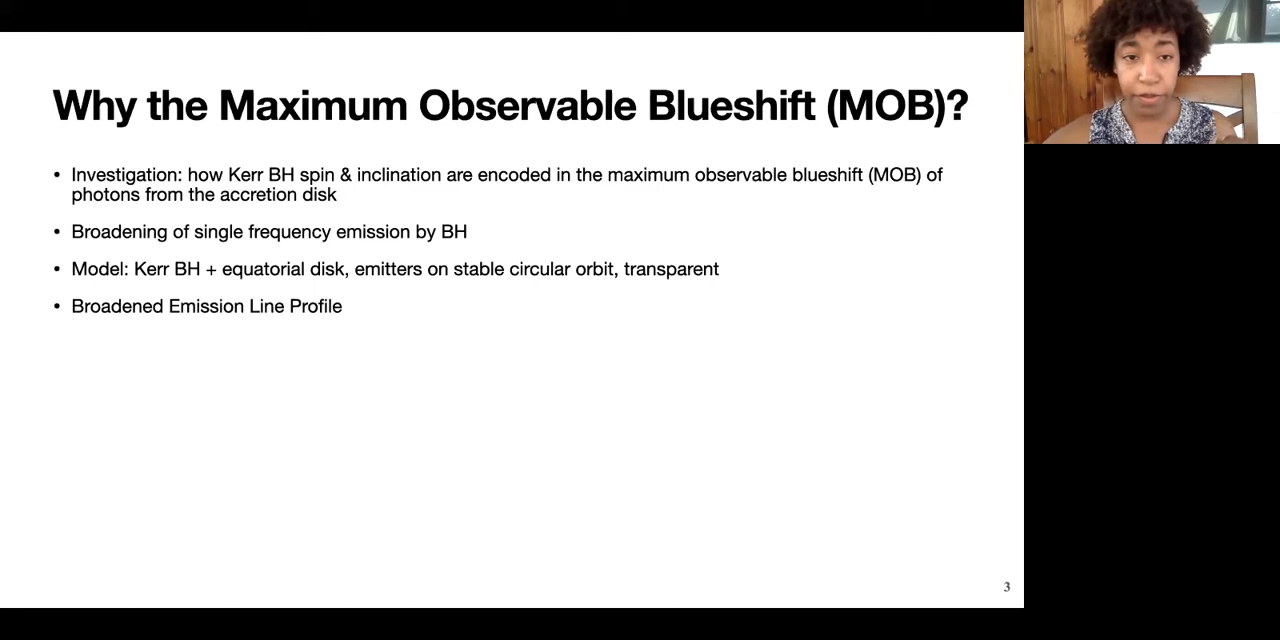 Why the Maximum Observable Blueshift (MOB)?
• Investigation: how Kerr BH spin & inclination are encoded in the maximum observable blueshift (MOB) of
photons from the accretion disk
• Broadening of single frequency emission by BH
• Model: Kerr BH + equatorial disk, emitters on stable circular orbit, transparent
• Broadened Emission Line Profile
3